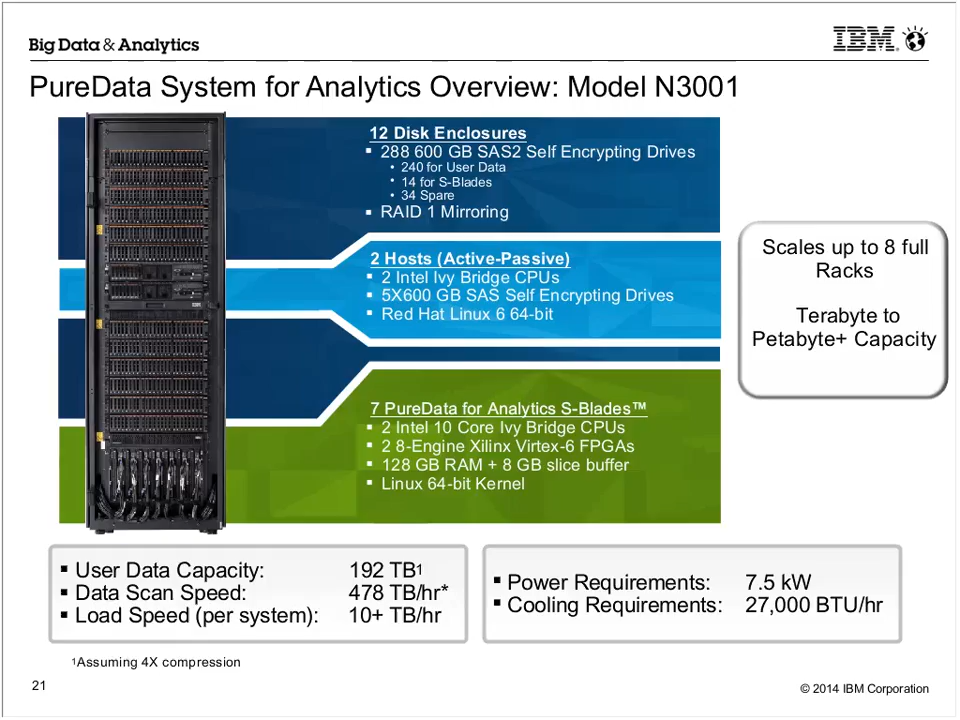 Big Data & Analytics
IBM
PureData System for Analytics Overview: Model N3001
12 Disk Enclosures
▪ 288 600 GB SAS2 Self Encrypting Drives
• 240 for User Data
• 14 for S-Blades
• 34 Spare
▪ RAID 1 Mirroring
2 Hosts (Active-Passive)
▪ 2 Intel Ivy Bridge CPUs
▪ 5X600 GB SAS Self Encrypting Drives
▪ Red Hat Linux 6 64-bit
Scales up to 8 full
Racks
Terabyte to
Petabyte+ Capacity
7 PureData for Analytics S-Blades™
▪ 2 Intel 10 Core Ivy Bridge CPUs
▪ 2 8-Engine Xilinx Virtex-6 FPGAs
▪ 128 GB RAM + 8 GB slice buffer
▪ Linux 64-bit Kernel
▪ User Data Capacity: 192 TB1
▪ Data Scan Speed: 478 TB/hr*
▪ Load Speed (per system): 10+ TB/hr
▪ Power Requirements: 7.5 kW
▪ Cooling Requirements: 27,000 BTU/hr
1Assuming 4X compression
21
© 2014 IBM Corporation